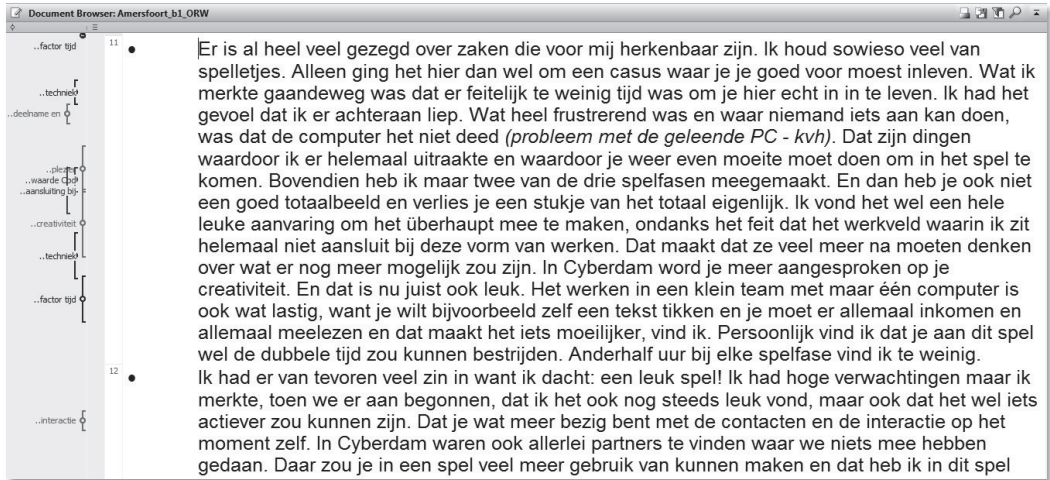 Document Browser: Amersfoort_b1_ORW
..factor tijd
11
● Er is al heel veel gezegd over zaken die voor mij herkenbaar zijn. Ik houd sowieso veel van
spelletjes. Alleen ging het hier dan wel om een casus waar je je goed voor moest inleven. Wat ik
..techniek
merkte gaandeweg was dat er feitelijk te weinig tijd was om je hier echt in in te leven. Ik had het
..deelname en
gevoel dat ik er achteraan liep. Wat heel frustrerend was en waar niemand iets aan kan doen,
was dat de computer het niet deed (probleem met de geleende PC - kvh). Dat zijn dingen
waardoor ik er helemaal uitraakte en waardoor je weer even moeite moet doen om in het spel te
..plezier
..waarde
..aansluiting bij
komen. Bovendien heb ik maar twee van de drie spelfasen meegemaakt. En dan heb je ook niet
een goed totaalbeeld en verlies je een stukje van het totaal eigenlijk. Ik vond het wel een hele
..creativiteit
leuke aanvaring om het überhaupt mee te maken, ondanks het feit dat het werkveld waarin ik zit
helemaal niet aansluit bij deze vorm van werken. Dat maakt dat ze veel meer na moeten denken
..techniek
over wat er nog meer mogelijk zou zijn. In Cyberdam word je meer aangesproken op je
creativiteit. En dat is nu juist ook leuk. Het werken in een klein team met maar één computer is
..factor tijd
ook wat lastig, want je wilt bijvoorbeeld zelf een tekst tikken en je moet er allemaal inkomen en
allemaal meelezen en dat maakt het iets moeilijker, vind ik. Persoonlijk vind ik dat je aan dit spel
wel de dubbele tijd zou kunnen bestrijden. Anderhalf uur bij elke spelfase vind ik te weinig.
12
● Ik had er van tevoren veel zin in want ik dacht: een leuk spel! Ik had hoge verwachtingen maar ik
merkte, toen we er aan begonnen, dat ik het ook nog steeds leuk vond, maar ook dat het wel iets
..interactie
actiever zou kunnen zijn. Dat je wat meer bezig bent met de contacten en de interactie op het
moment zelf. In Cyberdam waren ook allerlei partners te vinden waar we niets mee hebben
gedaan. Daar zou je in een spel veel meer gebruik van kunnen maken en dat heb ik in dit spel